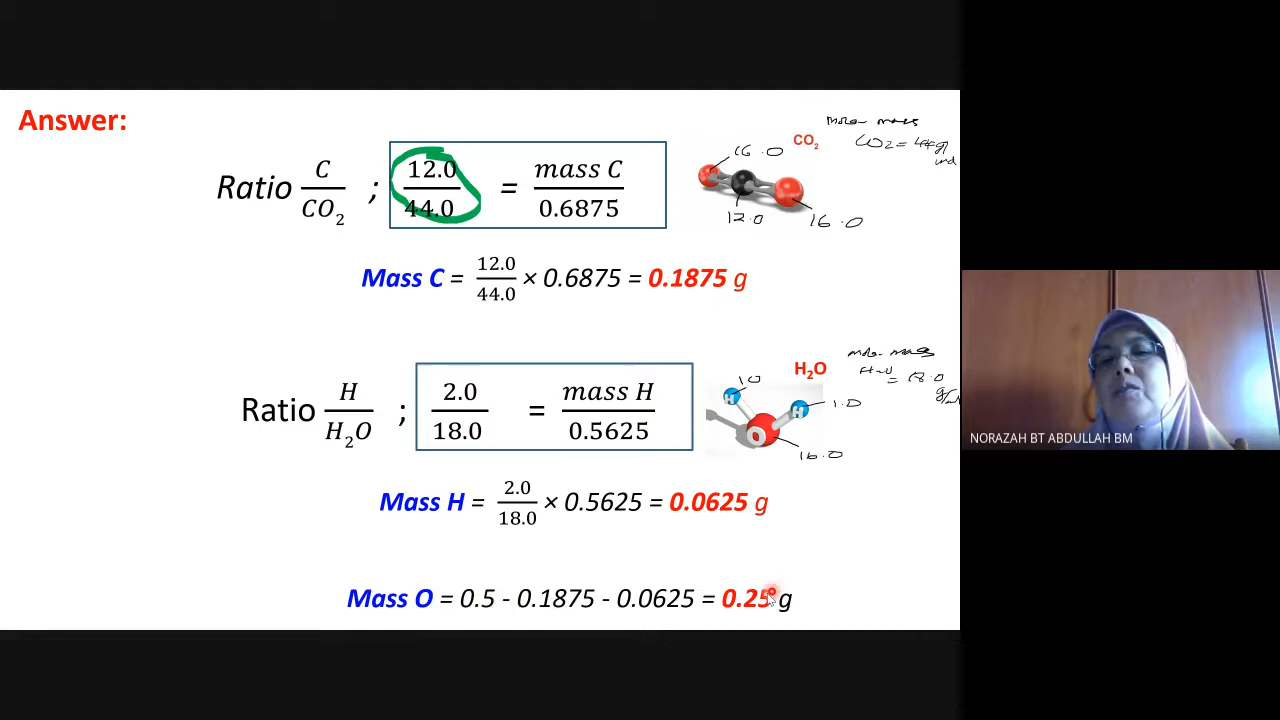 Answer:
molar mass
CO₂ = 44 g/
mol
CO₂
16.0
Ratio C/CO₂ ; 12.0/44.0 = mass C/0.6875
12.0
16.0
Mass C = 12.0/44.0 × 0.6875 = 0.1875 g
molar mass
H₂O
= 18.0
g/mol
H₂O
1.0
H
H
1.0
O
16.0
Ratio H/H₂O ; 2.0/18.0 = mass H/0.5625
Mass H = 2.0/18.0 × 0.5625 = 0.0625 g
Mass O = 0.5 - 0.1875 - 0.0625 = 0.25 g
NORAZAH BT ABDULLAH BM